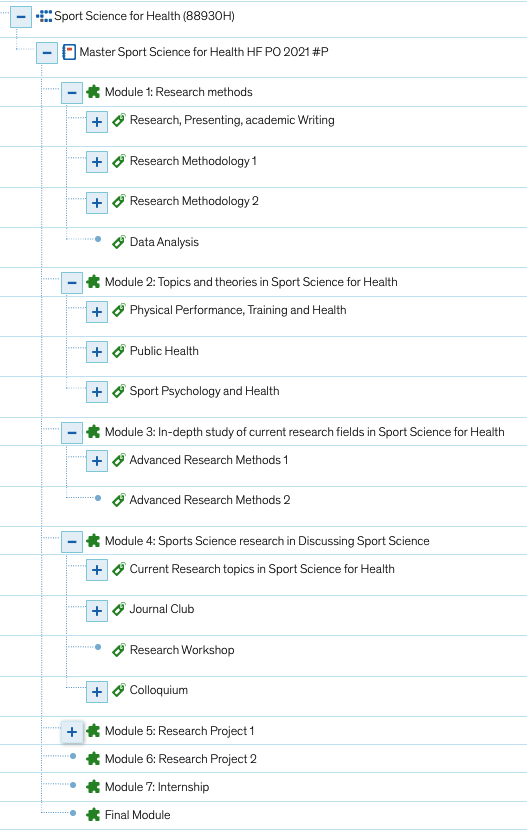 Sport Science for Health (88930H)
Master Sport Science for Health HF PO 2021 #P
Module 1: Research methods
Research, Presenting, academic Writing
Research Methodology 1
Research Methodology 2
Data Analysis
Module 2: Topics and theories in Sport Science for Health
Physical Performance, Training and Health
Public Health
Sport Psychology and Health
Module 3: In-depth study of current research fields in Sport Science for Health
Advanced Research Methods 1
Advanced Research Methods 2
Module 4: Sports Science research in Discussing Sport Science
Current Research topics in Sport Science for Health
Journal Club
Research Workshop
Colloquium
Module 5: Research Project 1
Module 6: Research Project 2
Module 7: Internship
Final Module